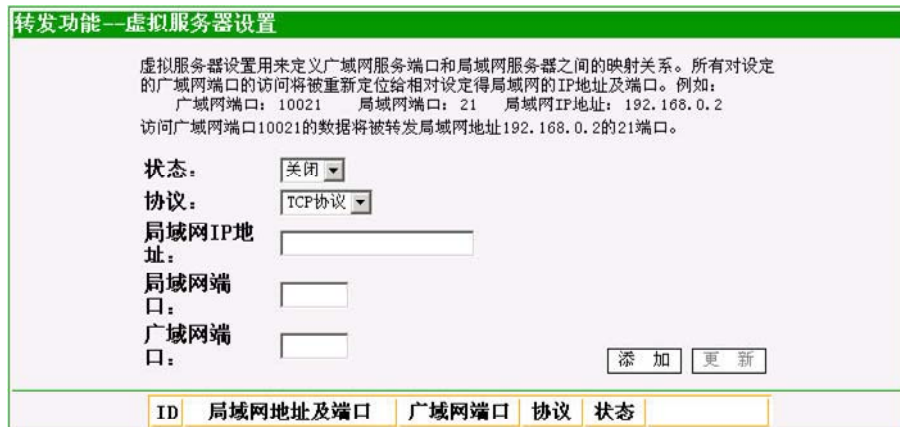 转发功能--虚拟服务器设置
虚拟服务器设置用来定义广域网服务端口和局域网服务器之间的映射关系。所有对设定
的广域网端口的访问将被重新定位给相对设定得局域网的IP地址及端口。例如:
广域网端口: 10021 局域网端口: 21 局域网IP地址: 192.168.0.2
访问广域网端口10021的数据将被转发局域网地址192.168.0.2的21端口。
状态: 关闭
协议: TCP协议
局域网IP地
址:
局域网端
口:
广域网端
口:
添 加 更 新
ID 局域网地址及端口 广域网端口 协议 状态